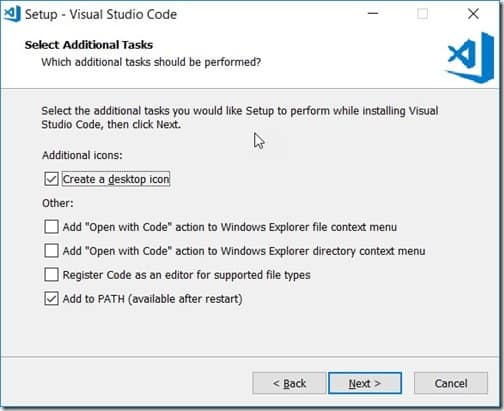 Setup - Visual Studio Code
Select Additional Tasks
Which additional tasks should be performed?
Select the additional tasks you would like Setup to perform while installing Visual
Studio Code, then click Next.
Additional icons:
Create a desktop icon
Other:
Add "Open with Code" action to Windows Explorer file context menu
Add "Open with Code" action to Windows Explorer directory context menu
Register Code as an editor for supported file types
Add to PATH (available after restart)
< Back
Next >
Cancel